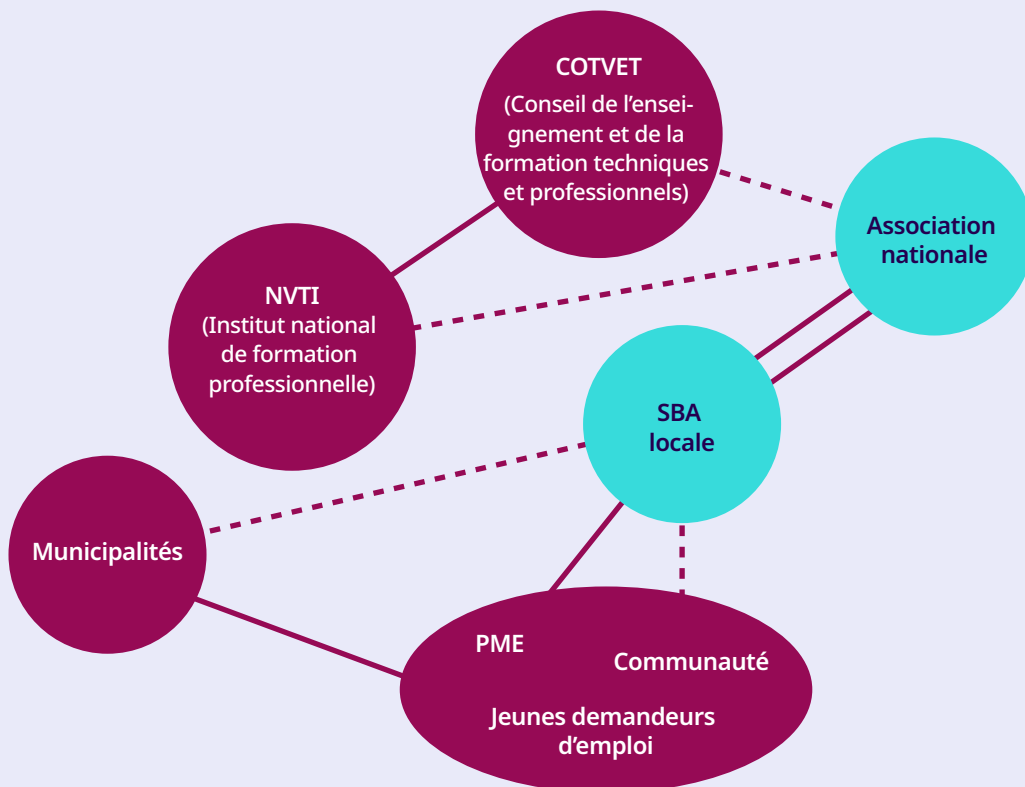 COTVET
(Conseil de l’ensei-
gnement et de la
formation techniques
et professionnels)
Association
nationale
NVTI
(Institut national
de formation
professionnelle)
SBA
locale
Municipalités
PME
Communauté
Jeunes demandeurs
d’emploi